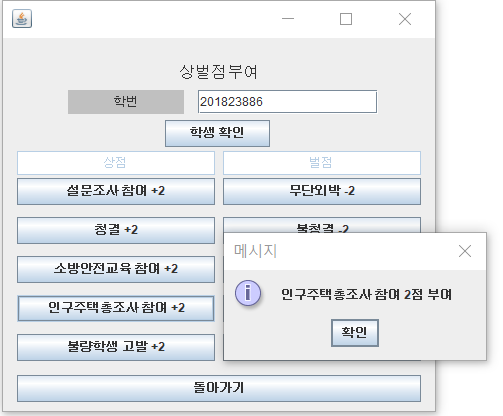 상벌점부여
학번 201823886
학생 확인
상점 벌점
설문조사 참여 +2 무단외박 -2
청결 +2 불청결 -2
소방안전교육 참여 +2
인구주택총조사 참여 +2
불량학생 고발 +2
돌아가기
메시지
인구주택총조사 참여 2점 부여
확인